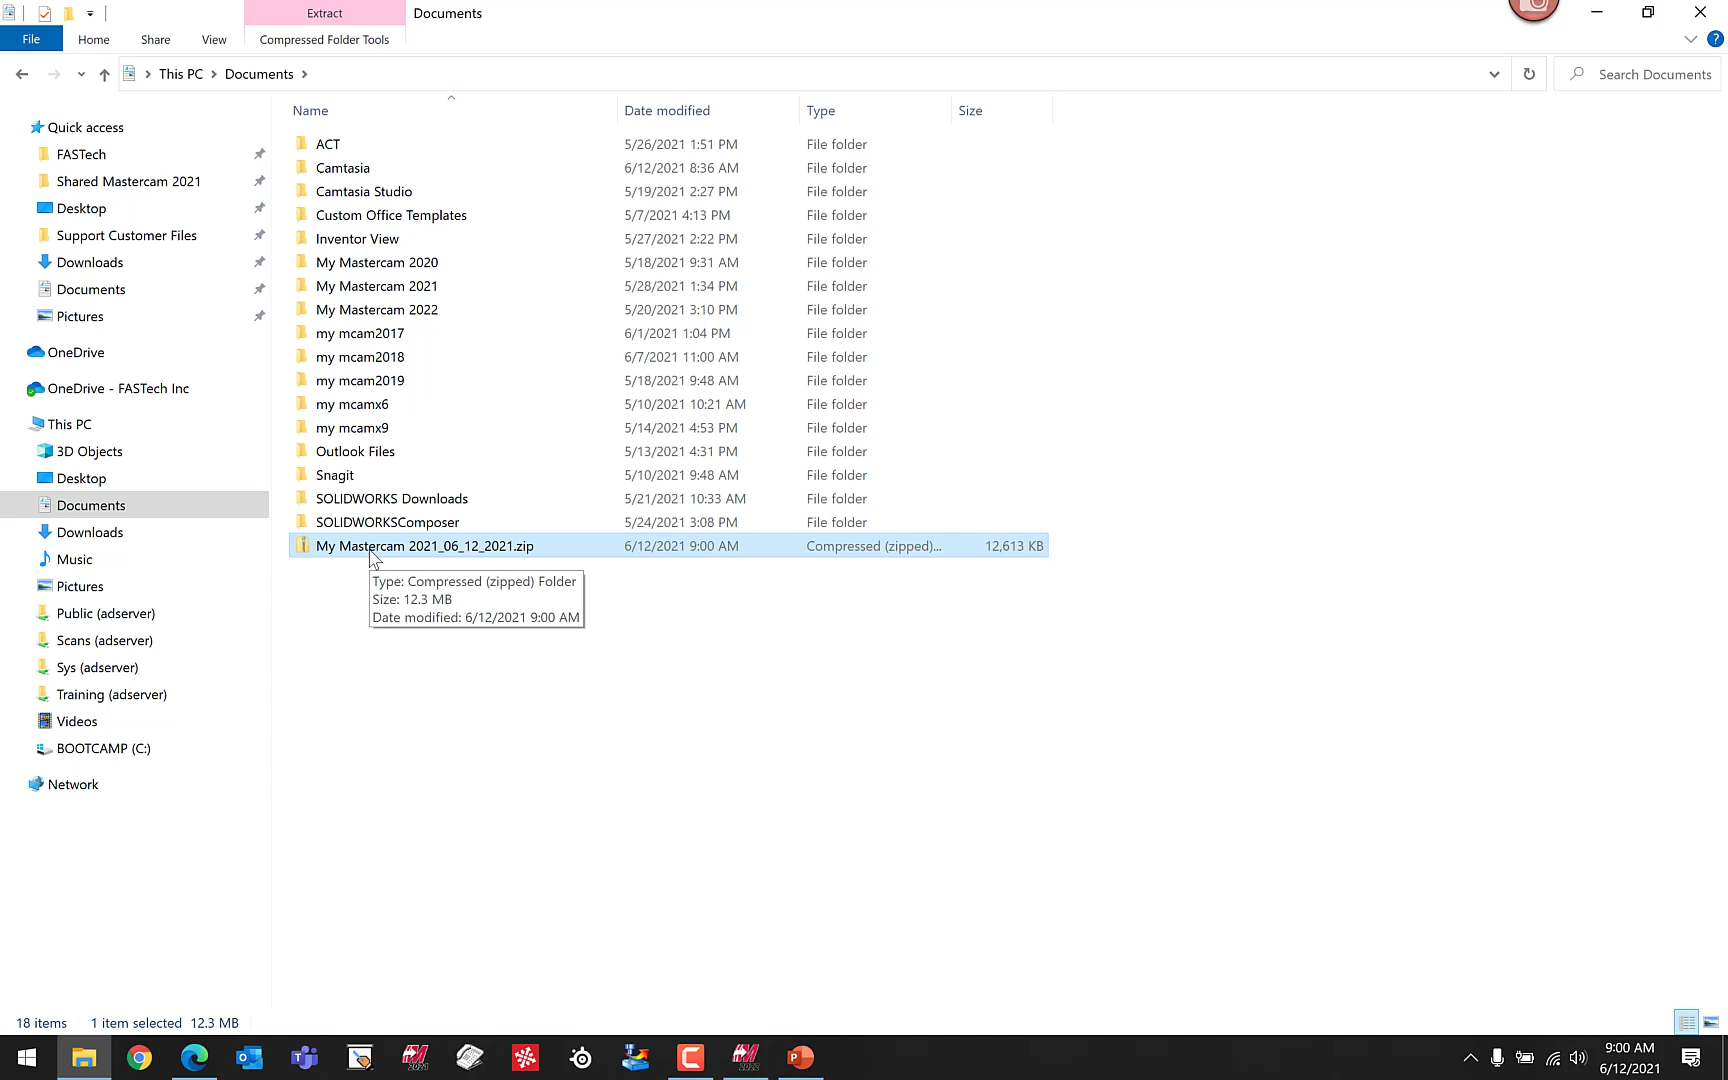 Extract
Documents
File
Home
Share
View
Compressed Folder Tools
?
This PC
Documents
Search Documents
Name
Date modified
Type
Size
Quick access
FASTech
Shared Mastercam 2021
Desktop
Support Customer Files
Downloads
Documents
Pictures
OneDrive
OneDrive - FASTech Inc
This PC
3D Objects
Desktop
Documents
Downloads
Music
Pictures
Public (adserver)
Scans (adserver)
Sys (adserver)
Training (adserver)
Videos
BOOTCAMP (C:)
Network
ACT 5/26/2021 1:51 PM File folder
Camtasia 6/12/2021 8:36 AM File folder
Camtasia Studio 5/19/2021 2:27 PM File folder
Custom Office Templates 5/7/2021 4:13 PM File folder
Inventor View 5/27/2021 2:22 PM File folder
My Mastercam 2020 5/18/2021 9:31 AM File folder
My Mastercam 2021 5/28/2021 1:34 PM File folder
My Mastercam 2022 5/20/2021 3:10 PM File folder
my mcam2017 6/1/2021 1:04 PM File folder
my mcam2018 6/7/2021 11:00 AM File folder
my mcam2019 5/18/2021 9:48 AM File folder
my mcamx6 5/10/2021 10:21 AM File folder
my mcamx9 5/14/2021 4:53 PM File folder
Outlook Files 5/13/2021 4:31 PM File folder
Snagit 5/10/2021 9:48 AM File folder
SOLIDWORKS Downloads 5/21/2021 10:33 AM File folder
SOLIDWORKSComposer 5/24/2021 3:08 PM File folder
My Mastercam 2021_06_12_2021.zip 6/12/2021 9:00 AM Compressed (zipped)... 12,613 KB
Type: Compressed (zipped) Folder
Size: 12.3 MB
Date modified: 6/12/2021 9:00 AM
18 items 1 item selected 12.3 MB
9:00 AM
6/12/2021